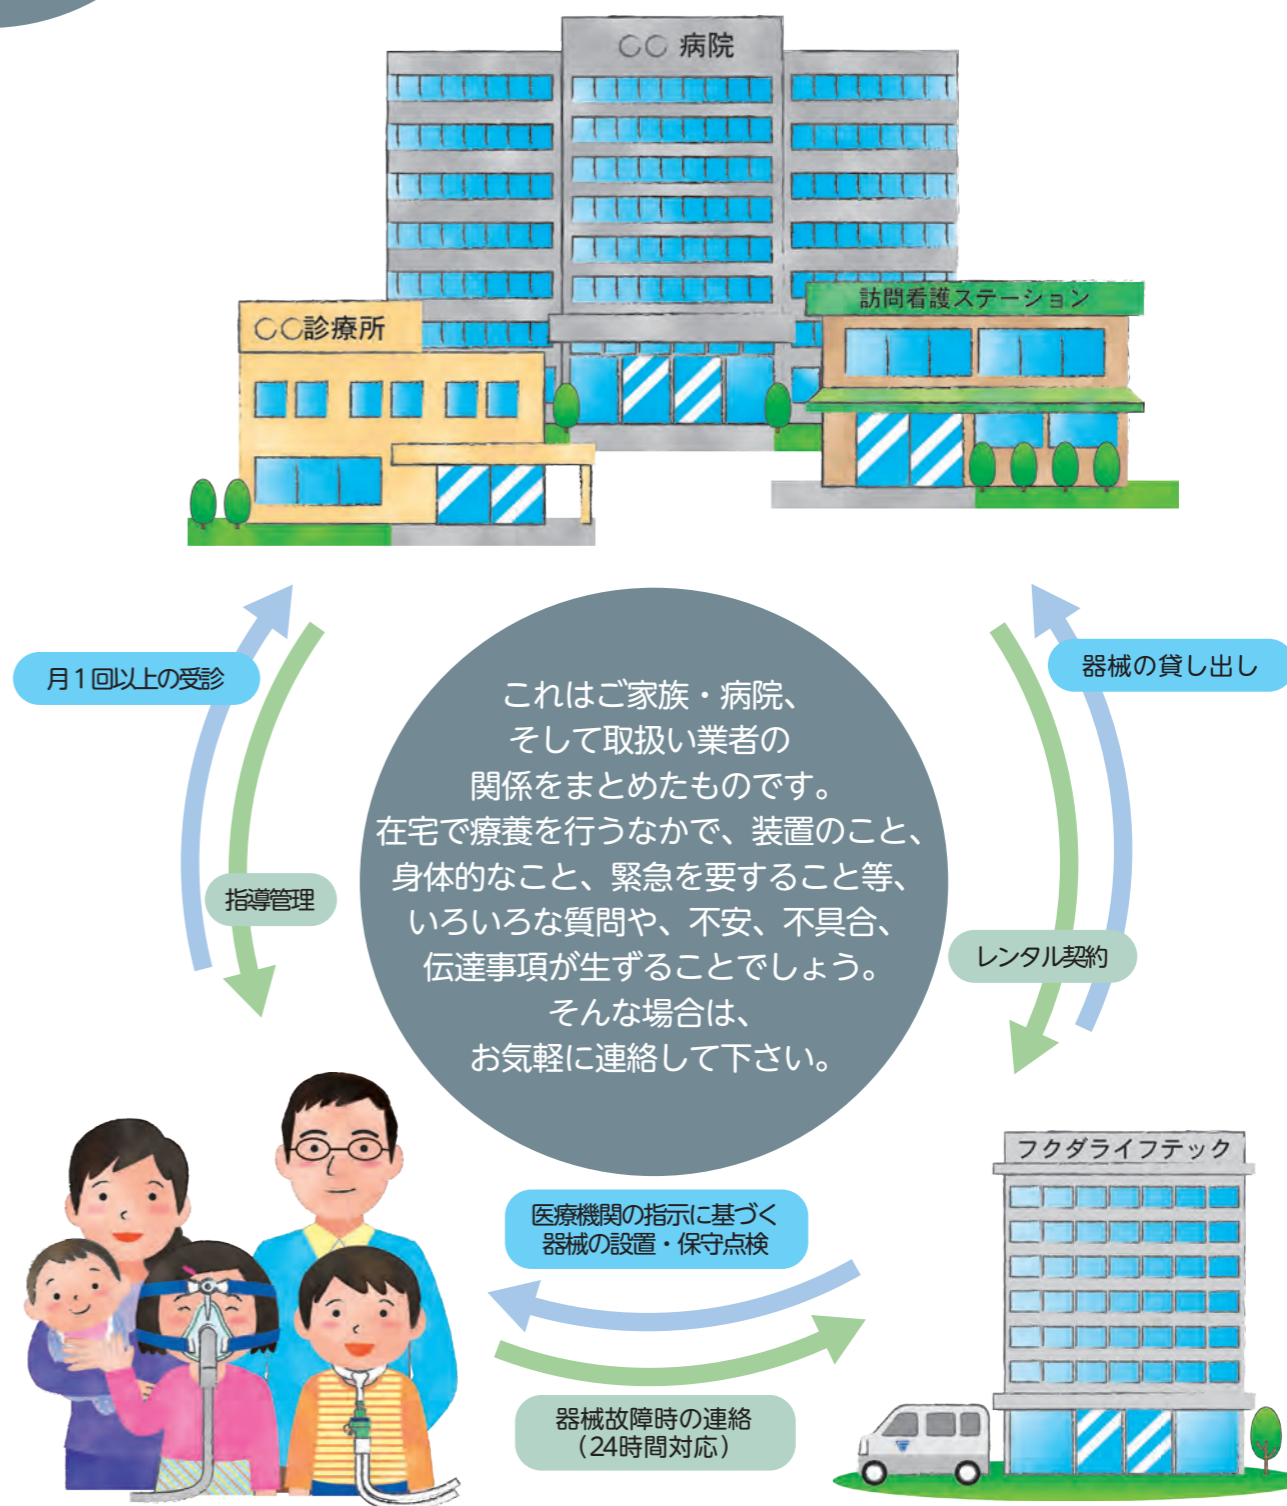 ○○ 病院
○○診療所
訪問看護ステーション
月1回以上の受診
指導管理
器械の貸し出し
レンタル契約
これはご家族・病院、
そして取扱い業者の
関係をまとめたものです。
在宅で療養を行うなかで、装置のこと、
身体的なこと、緊急を要すること等、
いろいろな質問や、不安、不具合、
伝達事項が生ずることでしょう。
そんな場合は、
お気軽に連絡して下さい。
フクダライフテック
医療機関の指示に基づく
器械の設置・保守点検
器械故障時の連絡
（24時間対応）